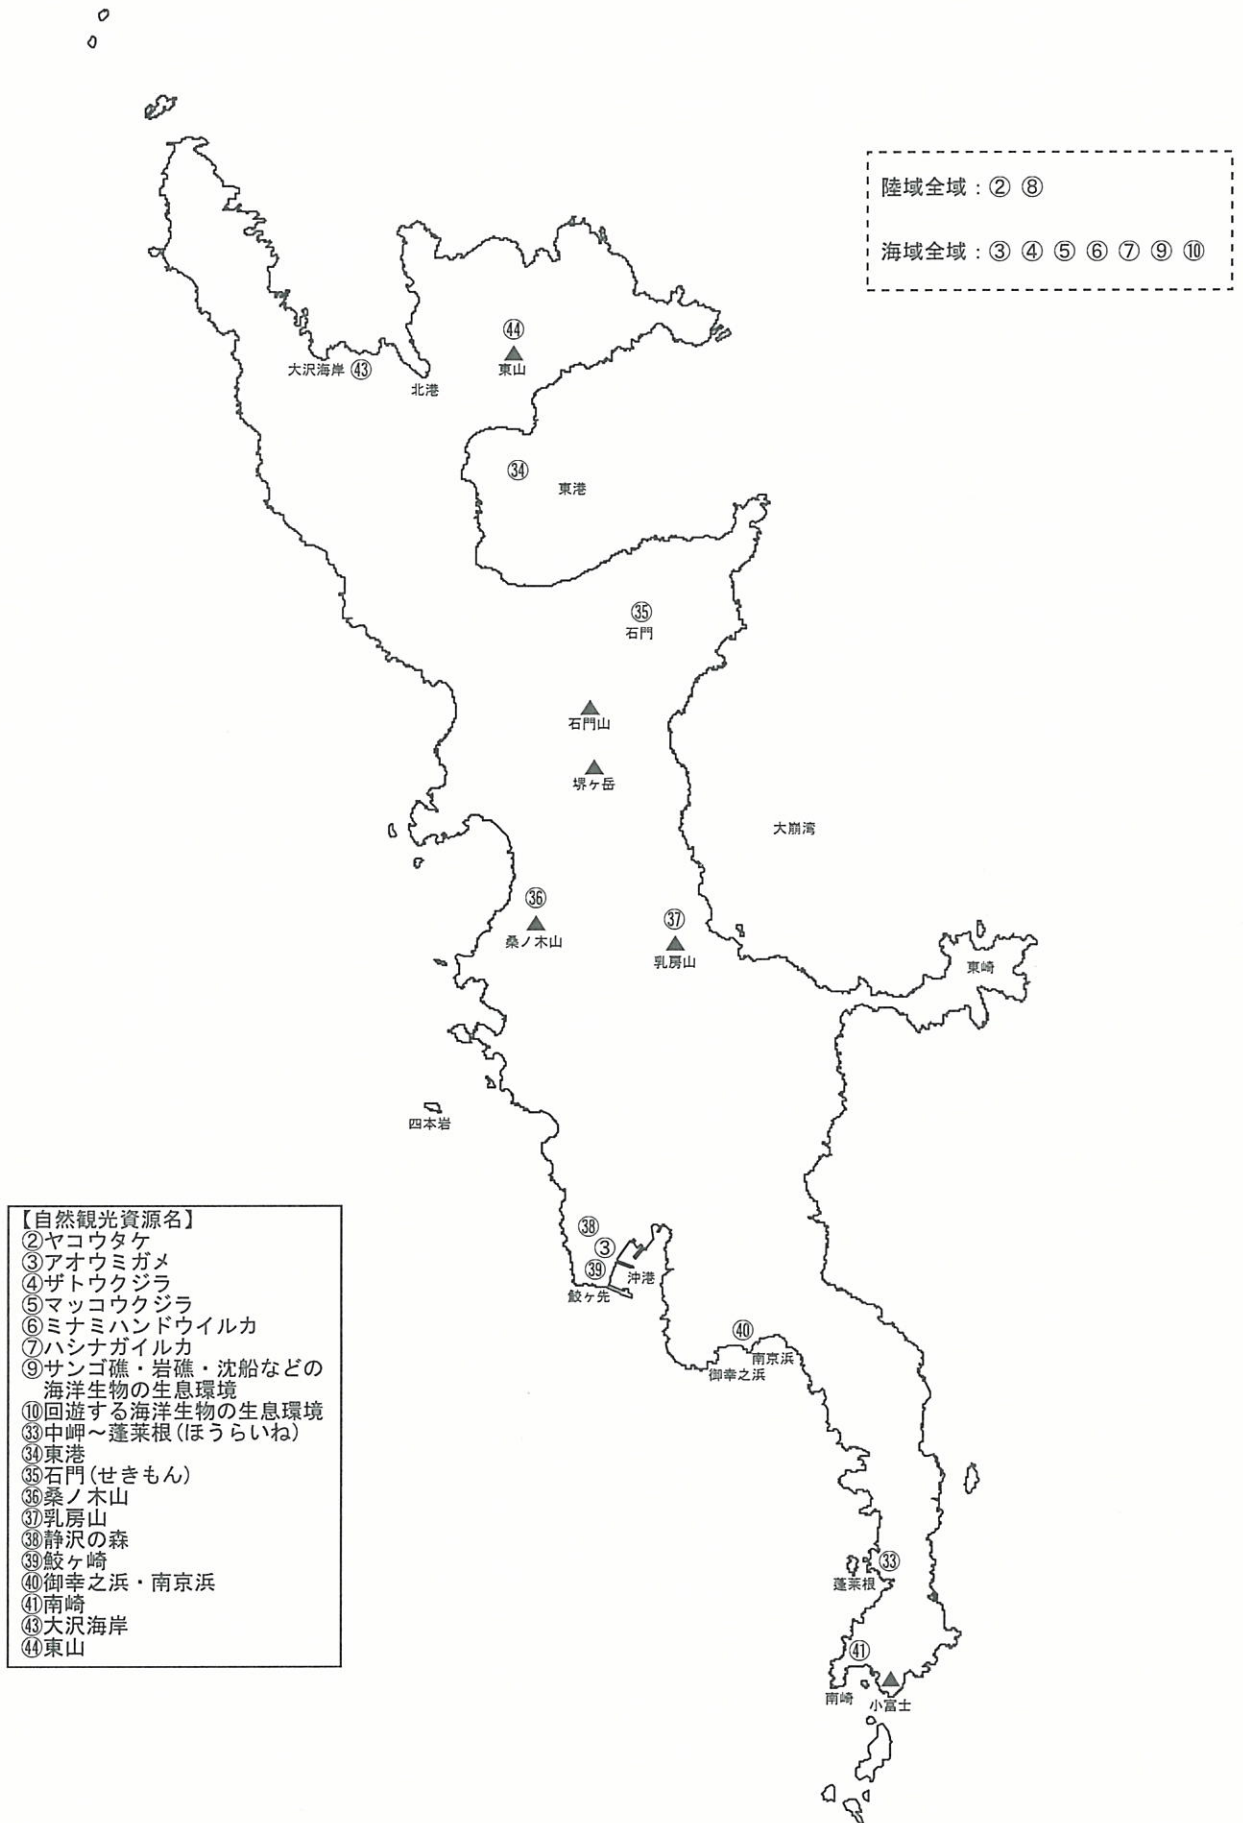 陸域全域：② ⑧
海域全域：③ ④ ⑤ ⑥ ⑦ ⑨ ⑩
㊹
東山
大沢海岸 ㊸
北港
㉞
東港
㉟
石門
石門山
堺ヶ岳
大崩湾
㊱
桑ノ木山
㊲
乳房山
東崎
四本岩
㊳
③
㊴
沖港
鮫ヶ先
㊵
南京浜
御幸之浜
㉝
蓬莱根
㊶
南崎
小富士
【自然観光資源名】
②ヤコウタケ
③アオウミガメ
④ザトウクジラ
⑤マッコウクジラ
⑥ミナミハンドウイルカ
⑦ハシナガイルカ
⑨サンゴ礁・岩礁・沈船などの
海洋生物の生息環境
⑩回遊する海洋生物の生息環境
㉝中岬～蓬莱根(ほうらいね)
㉞東港
㉟石門(せきもん)
㊱桑ノ木山
㊲乳房山
㊳静沢の森
㊴鮫ヶ崎
㊵御幸之浜・南京浜
㊶南崎
㊸大沢海岸
㊹東山